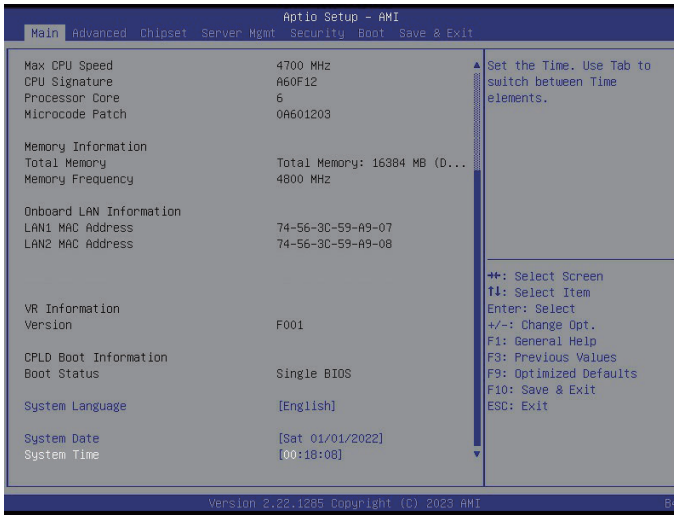 Aptio Setup – AMI
Main Advanced Chipset Server Mgmt Security Boot Save & Exit
Max CPU Speed 4700 MHz
CPU Signature A60F12
Processor Core 6
Microcode Patch 0A601203
Memory Information
Total Memory Total Memory: 16384 MB (D...
Memory Frequency 4800 MHz
Onboard LAN Information
LAN1 MAC Address 74-56-3C-59-A9-07
LAN2 MAC Address 74-56-3C-59-A9-08
VR Information
Version F001
CPLD Boot Information
Boot Status Single BIOS
System Language [English]
System Date [Sat 01/01/2022]
System Time [00:18:08]
Set the Time. Use Tab to
switch between Time
elements.
→←: Select Screen
↑↓: Select Item
Enter: Select
+/-: Change Opt.
F1: General Help
F3: Previous Values
F9: Optimized Defaults
F10: Save & Exit
ESC: Exit
Version 2.22.1285 Copyright (C) 2023 AMI